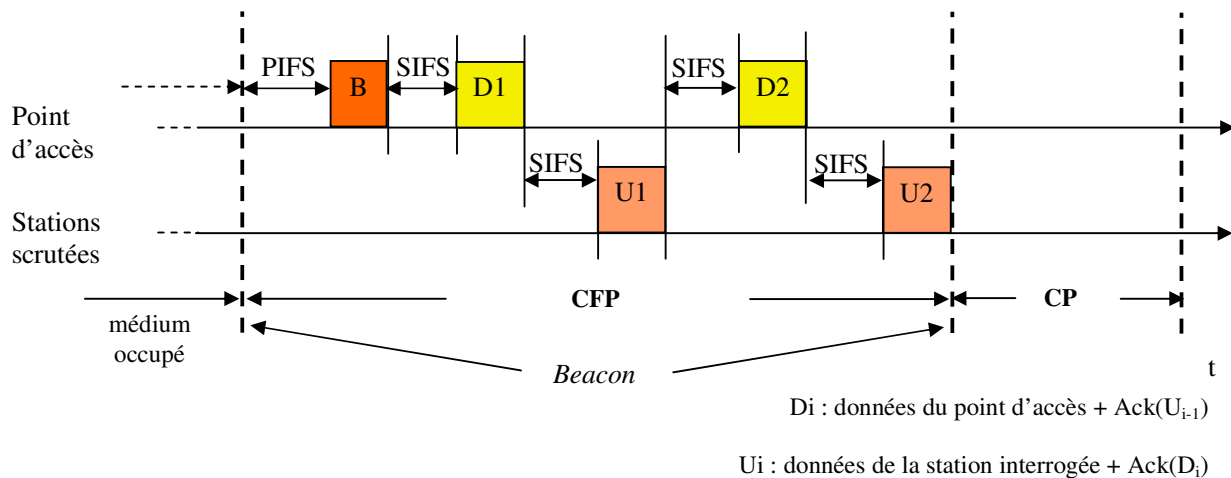 PIFS
B
SIFS
D1
SIFS
D2
Point
d'accès
SIFS
U1
SIFS
U2
Stations
scrutées
CFP
CP
médium
occupé
Beacon
t
Di : données du point d'accès + Ack(Ui-1)
Ui : données de la station interrogée + Ack(Di)